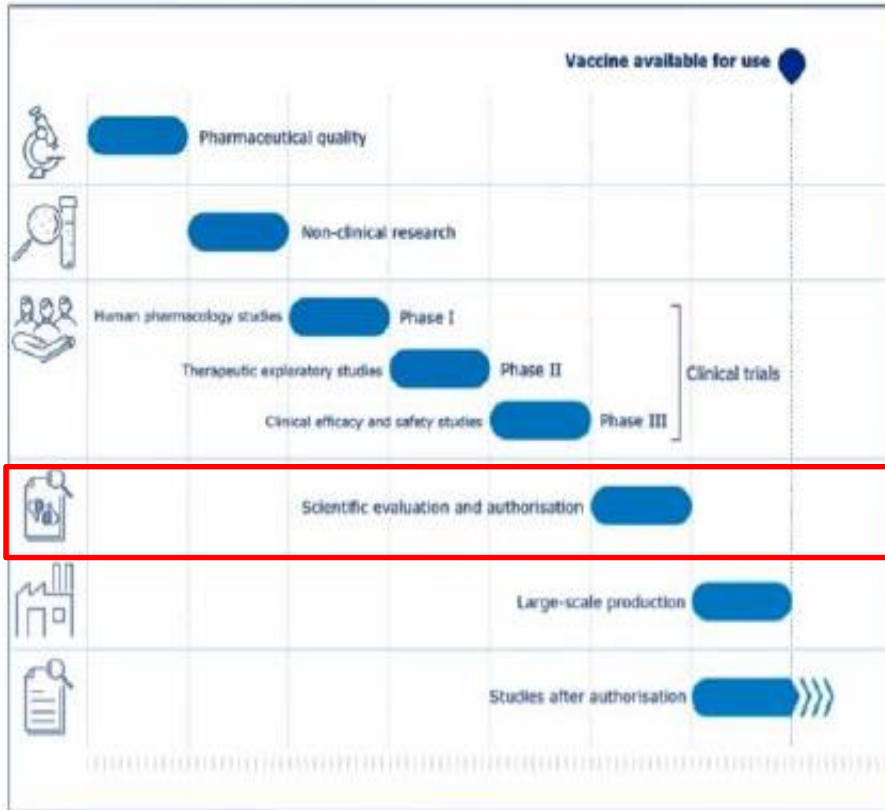 Vaccine available for use
Pharmaceutical quality
Non-clinical research
Human pharmacology studies Phase I
Therapeutic exploratory studies Phase II
Clinical trials
Clinical efficacy and safety studies Phase III
Scientific evaluation and authorisation
Large-scale production
Studies after authorisation